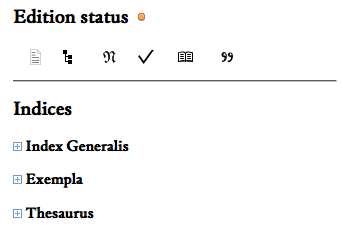 Edition status
𝔑 ✓ ”
Indices
Index Generalis
Exempla
Thesaurus